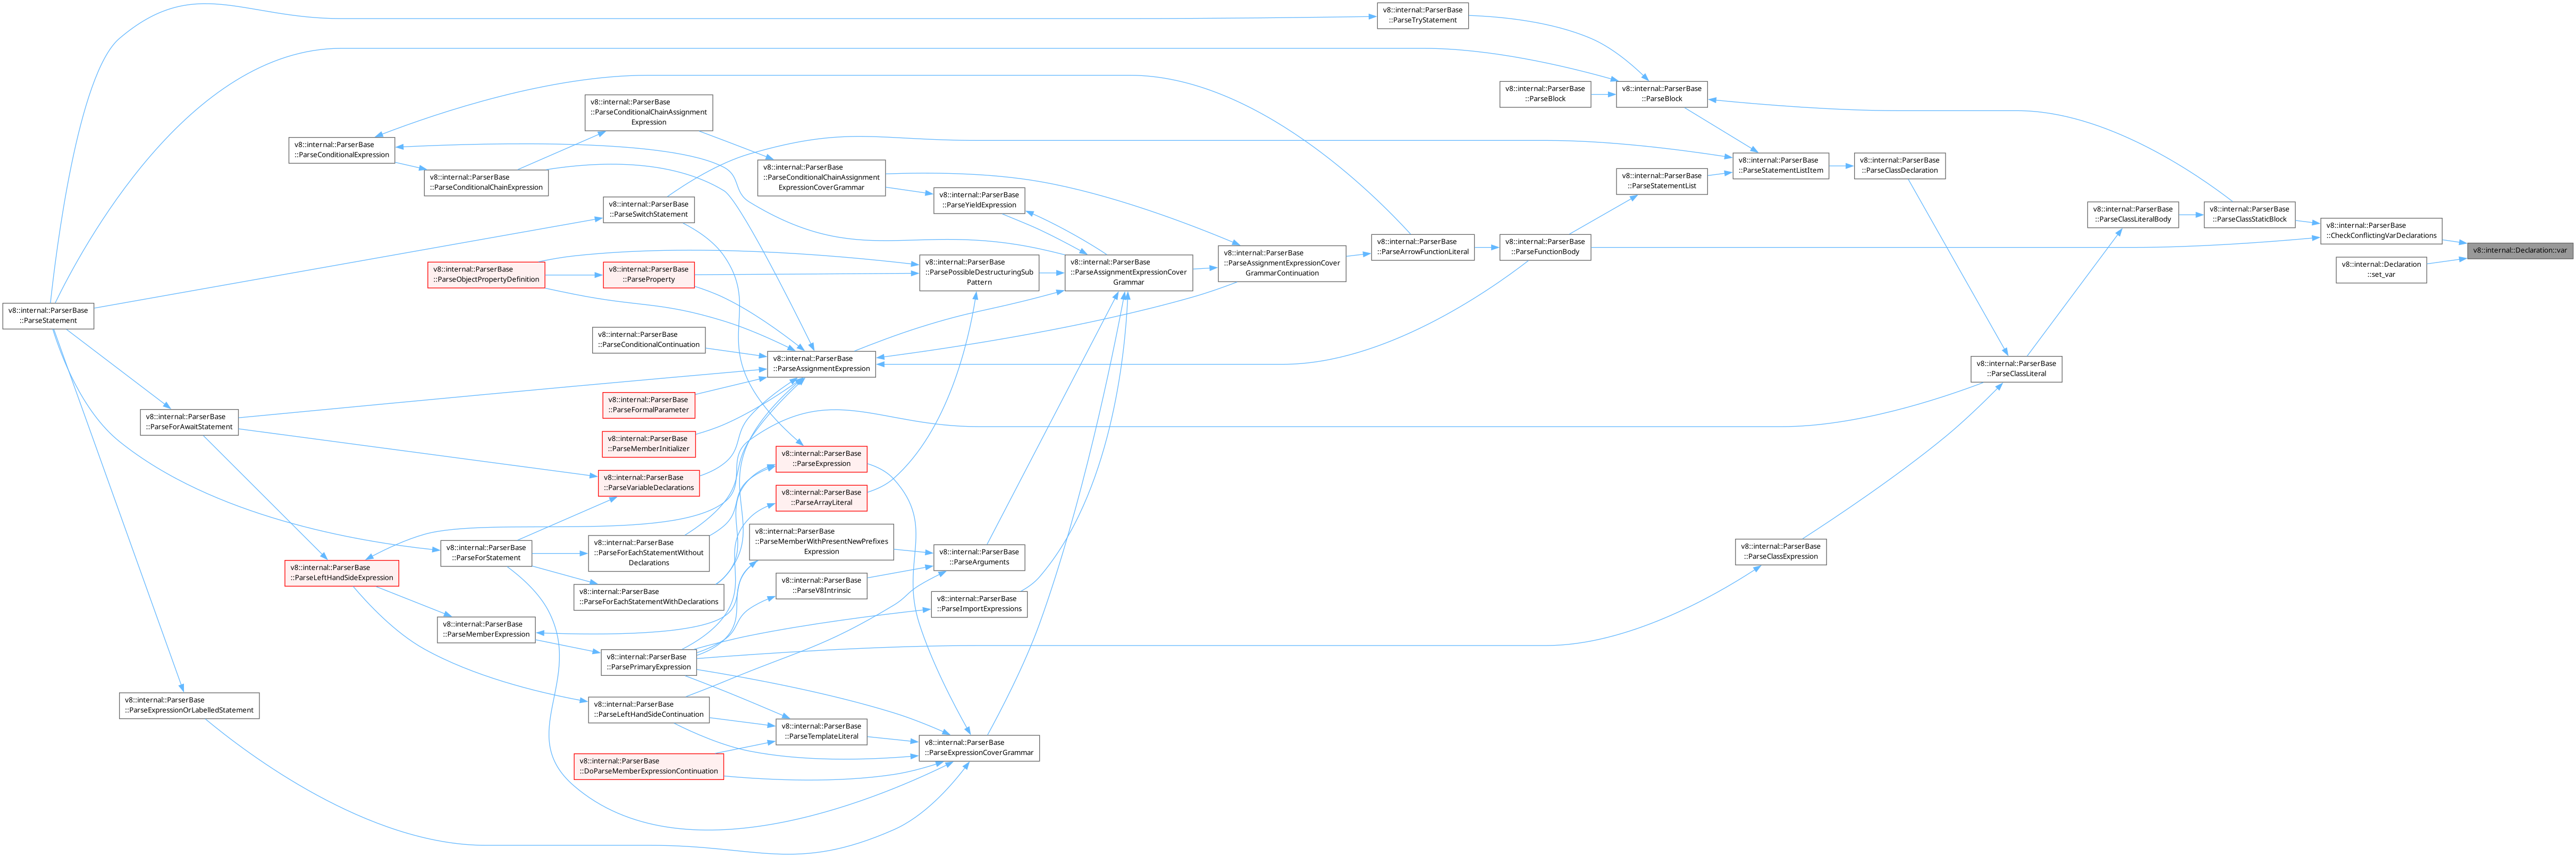 v8::internal::ParserBase
::ParseTryStatement
v8::internal::ParserBase
::ParseBlock
v8::internal::ParserBase
::ParseBlock
v8::internal::ParserBase
::ParseConditionalChainAssignment
Expression
v8::internal::ParserBase
::ParseConditionalExpression
v8::internal::ParserBase
::ParseConditionalChainExpression
v8::internal::ParserBase
::ParseConditionalChainAssignment
ExpressionCoverGrammar
v8::internal::ParserBase
::ParseStatementListItem
v8::internal::ParserBase
::ParseClassDeclaration
v8::internal::ParserBase
::ParseStatementList
v8::internal::ParserBase
::ParseYieldExpression
v8::internal::ParserBase
::ParseSwitchStatement
v8::internal::ParserBase
::ParseClassLiteralBody
v8::internal::ParserBase
::ParseClassStaticBlock
v8::internal::ParserBase
::CheckConflictingVarDeclarations
v8::internal::Declaration::var
v8::internal::Declaration
::set_var
v8::internal::ParserBase
::ParseArrowFunctionLiteral
v8::internal::ParserBase
::ParseFunctionBody
v8::internal::ParserBase
::ParseAssignmentExpressionCover
GrammarContinuation
v8::internal::ParserBase
::ParseAssignmentExpressionCover
Grammar
v8::internal::ParserBase
::ParsePossibleDestructuringSub
Pattern
v8::internal::ParserBase
::ParseProperty
v8::internal::ParserBase
::ParseObjectPropertyDefinition
v8::internal::ParserBase
::ParseStatement
v8::internal::ParserBase
::ParseConditionalContinuation
v8::internal::ParserBase
::ParseAssignmentExpression
v8::internal::ParserBase
::ParseClassLiteral
v8::internal::ParserBase
::ParseFormalParameter
v8::internal::ParserBase
::ParseForAwaitStatement
v8::internal::ParserBase
::ParseMemberInitializer
v8::internal::ParserBase
::ParseExpression
v8::internal::ParserBase
::ParseVariableDeclarations
v8::internal::ParserBase
::ParseArrayLiteral
v8::internal::ParserBase
::ParseForStatement
v8::internal::ParserBase
::ParseForEachStatementWithout
Declarations
v8::internal::ParserBase
::ParseMemberWithPresentNewPrefixes
Expression
v8::internal::ParserBase
::ParseArguments
v8::internal::ParserBase
::ParseClassExpression
v8::internal::ParserBase
::ParseLeftHandSideExpression
v8::internal::ParserBase
::ParseForEachStatementWithDeclarations
v8::internal::ParserBase
::ParseV8Intrinsic
v8::internal::ParserBase
::ParseImportExpressions
v8::internal::ParserBase
::ParseMemberExpression
v8::internal::ParserBase
::ParsePrimaryExpression
v8::internal::ParserBase
::ParseExpressionOrLabelledStatement
v8::internal::ParserBase
::ParseLeftHandSideContinuation
v8::internal::ParserBase
::ParseTemplateLiteral
v8::internal::ParserBase
::ParseExpressionCoverGrammar
v8::internal::ParserBase
::DoParseMemberExpressionContinuation